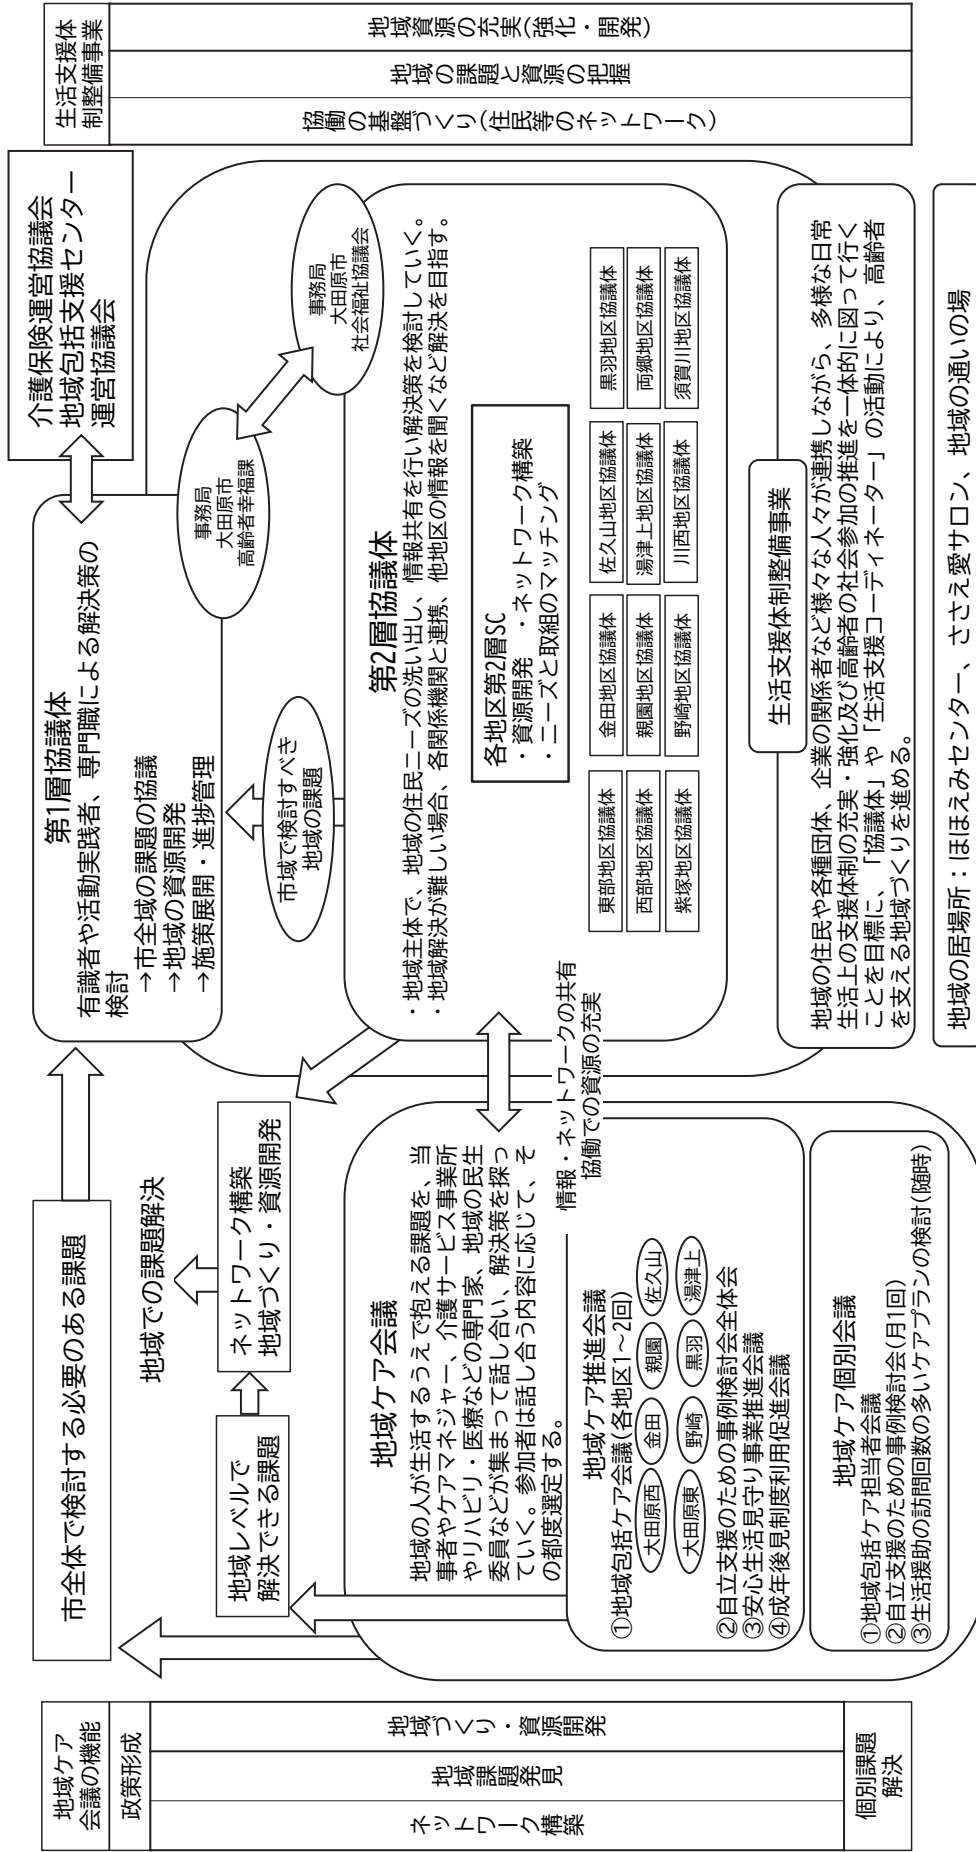 地域ケア
会議の機能
政策形成
ネットワーク構築
地域課題発見
地域づくり・資源開発
個別課題
解決
市全体で検討する必要のある課題
地域での課題解決
地域レベルで
解決できる課題
ネットワーク構築
地域づくり・資源開発
地域ケア会議
地域の人が生活するうえで抱える課題を、当
事者やケアマネジャー、介護サービス事業所
やリハビリ・医療などの専門家、地域の民生
委員などが集まって話し合い、解決策を探っ
ていく。参加者は話し合う内容に応じて、そ
の都度選定する。
地域ケア推進会議
①地域包括ケア会議(各地区1～2回)
大田原西
金田
親園
佐久山
大田原東
野崎
黒羽
湯津上
②自立支援のための事例検討会全体会
③安心生活見守り事業推進会議
④成年後見制度利用促進会議
地域ケア個別会議
①地域包括ケア担当者会議
②自立支援のための事例検討会(月1回)
③生活援助の訪問回数の多いケアプランの検討(随時)
情報・ネットワークの共有
協働での資源の充実
第1層協議体
有識者や活動実践者、専門職による解決策の
検討
→市全域の課題の協議
→地域の資源開発
→施策展開・進捗管理
介護保険運営協議会
地域包括支援センター
運営協議会
事務局
大田原市
高齢者幸福課
事務局
大田原市
社会福祉協議会
市域で検討すべき
地域の課題
第2層協議体
・地域主体で、地域の住民ニーズの洗い出し、情報共有を行い解決策を検討していく。
・地域解決が難しい場合、各関係機関と連携、他地区の情報を聞くなど解決を目指す。
各地区第2層SC
・資源開発　・ネットワーク構築
・ニーズと取組のマッチング
東部地区協議体
金田地区協議体
佐久山地区協議体
黒羽地区協議体
西部地区協議体
親園地区協議体
湯津上地区協議体
両郷地区協議体
紫塚地区協議体
野崎地区協議体
川西地区協議体
須賀川地区協議体
生活支援体制整備事業
地域の住民や各種団体、企業の関係者など様々な人々が連携しながら、多様な日常
生活上の支援体制の充実・強化及び高齢者の社会参加の推進を一体的に図って行く
ことを目標に、「協議体」や「生活支援コーディネーター」の活動により、高齢者
を支える地域づくりを進める。
地域の居場所：ほほえみセンター、ささえ愛サロン、地域の通いの場
生活支援体
制整備事業
協働の基盤づくり(住民等のネットワーク)
地域の課題と資源の把握
地域資源の充実(強化・開発)